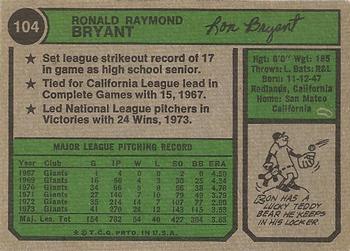 104
RONALD RAYMOND
BRYANT
Ron Bryant
★ Set league strikeout record of 17
in game as high school senior.
★ Tied for California League lead in
Complete Games with 15, 1967.
★ Led National League pitchers in
Victories with 24 Wins, 1973.
Hgt: 6'0" Wgt: 185
Throws: L Bats: R&L
Born: 11-12-47
Redlands, California
Home: San Mateo
California
MAJOR LEAGUE PITCHING RECORD
Year Club G IP W L SO BB ERA
1967 Giants
1969 Giants
1970 Giants
1971 Giants
1972 Giants
1973 Giants
Maj. Lea. Tot. 154 782 54
© T.C.G. PRTD. IN U.S.A.
RON HAS A
LUCKY TEDDY
BEAR HE KEEPS IN
HIS LOCKER